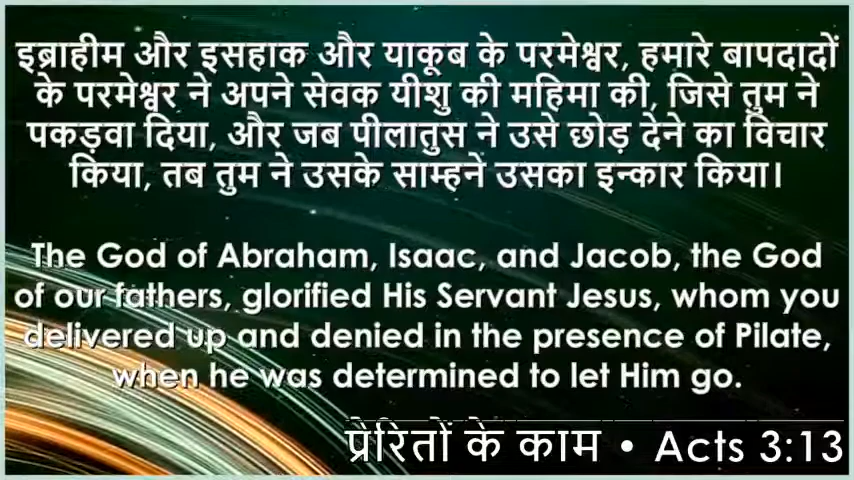 इब्राहीम और इसहाक और याकूब के परमेश्वर, हमारे बापदादों
के परमेश्वर ने अपने सेवक यीशु की महिमा की, जिसे तुम ने
पकड़वा दिया, और जब पीलातुस ने उसे छोड़ देने का विचार
किया, तब तुम ने उसके साम्हने उसका इन्कार किया।
The God of Abraham, Isaac, and Jacob, the God
of our fathers, glorified His Servant Jesus, whom you
delivered up and denied in the presence of Pilate,
when he was determined to let Him go.
प्रेरितों के काम • Acts 3:13